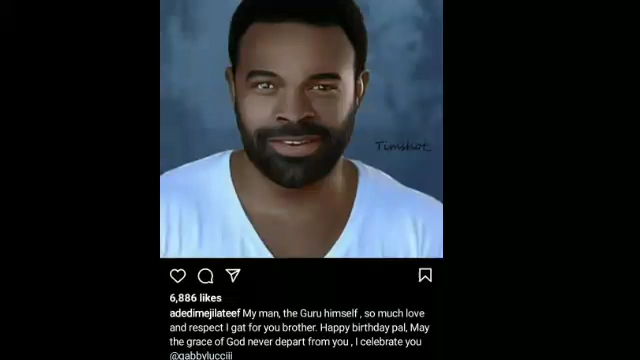 Timshot
6,886 likes
adedimejilateef My man, the Guru himself , so much love
and respect I gat for you brother. Happy birthday pal, May
the grace of God never depart from you , I celebrate you
@gabbylucciii